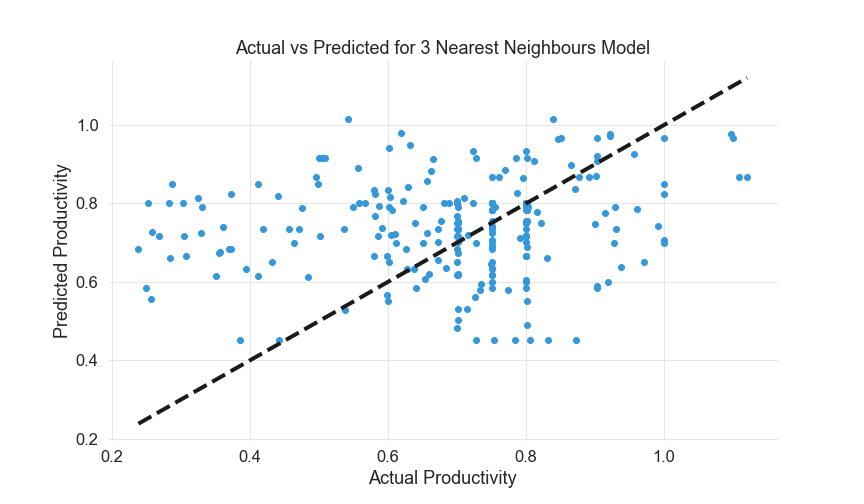 Actual vs Predicted for 3 Nearest Neighbours Model
Predicted Productivity
1.0
0.8
0.6
0.4
0.2
0.2 0.4 0.6 0.8 1.0
Actual Productivity